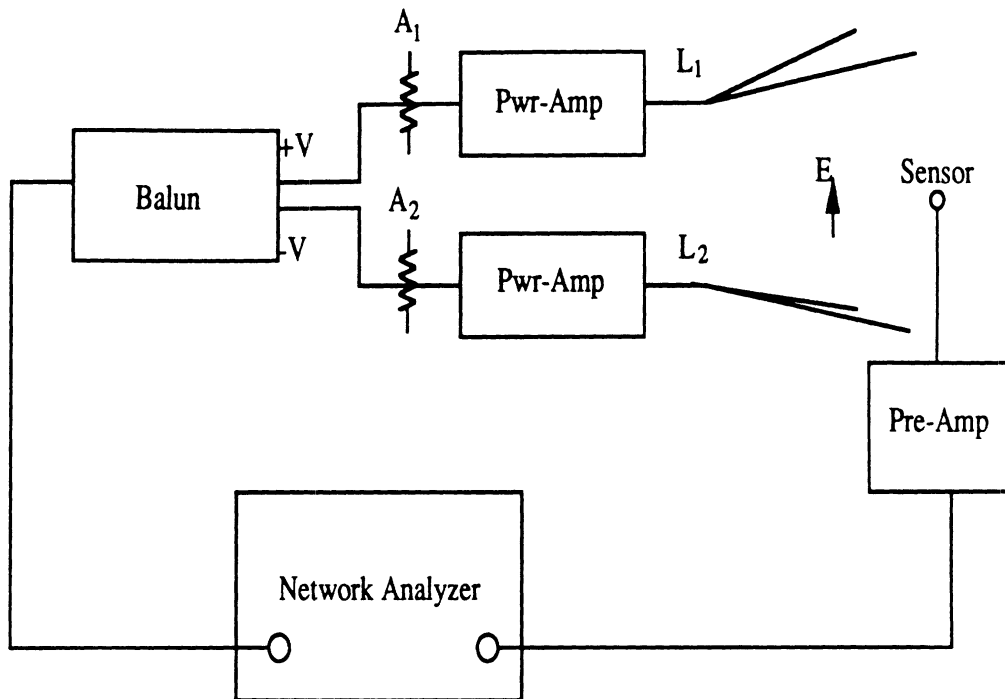 A1
Pwr-Amp
L1
+V
Balun
-V
A2
Pwr-Amp
L2
E
Sensor
Pre-Amp
Network Analyzer